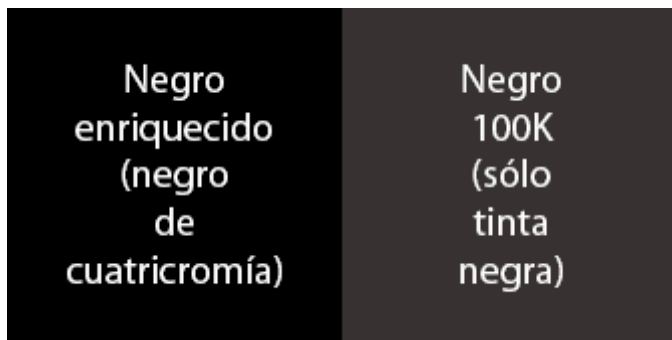 Negro
enriquecido
(negro
de
cuatricromía)
Negro
100K
(sólo
tinta
negra)